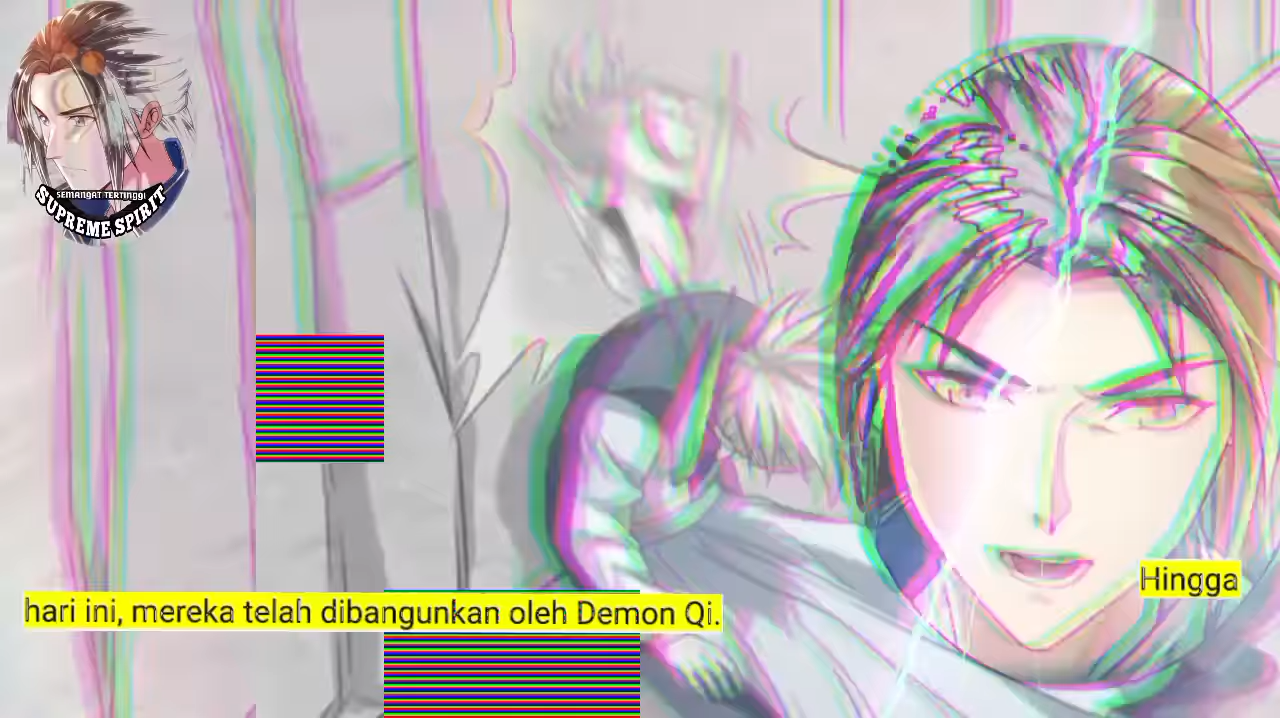 SEMANGAT TERTINGGI
SUPREME SPIRIT
Hingga
hari ini, mereka telah dibangunkan oleh Demon Qi.